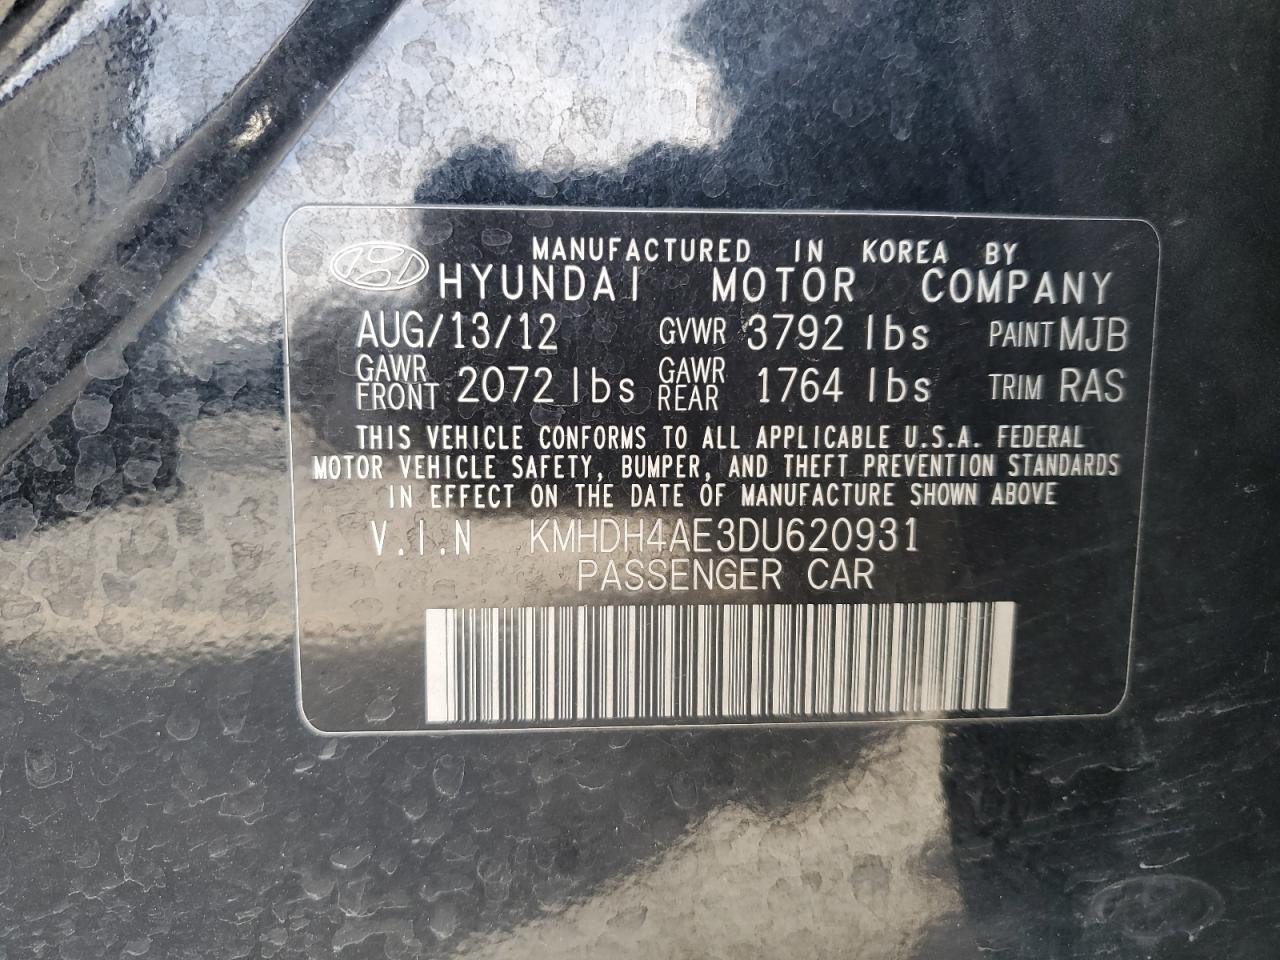 MANUFACTURED IN KOREA BY
HYUNDAI MOTOR COMPANY
AUG/13/12 GVWR 3792 lbs PAINT MJB
GAWR FRONT 2072 lbs GAWR REAR 1764 lbs TRIM RAS
THIS VEHICLE CONFORMS TO ALL APPLICABLE U.S.A. FEDERAL
MOTOR VEHICLE SAFETY, BUMPER, AND THEFT PREVENTION STANDARDS
IN EFFECT ON THE DATE OF MANUFACTURE SHOWN ABOVE
V.I.N KMHDH4AE3DU620931
PASSENGER CAR